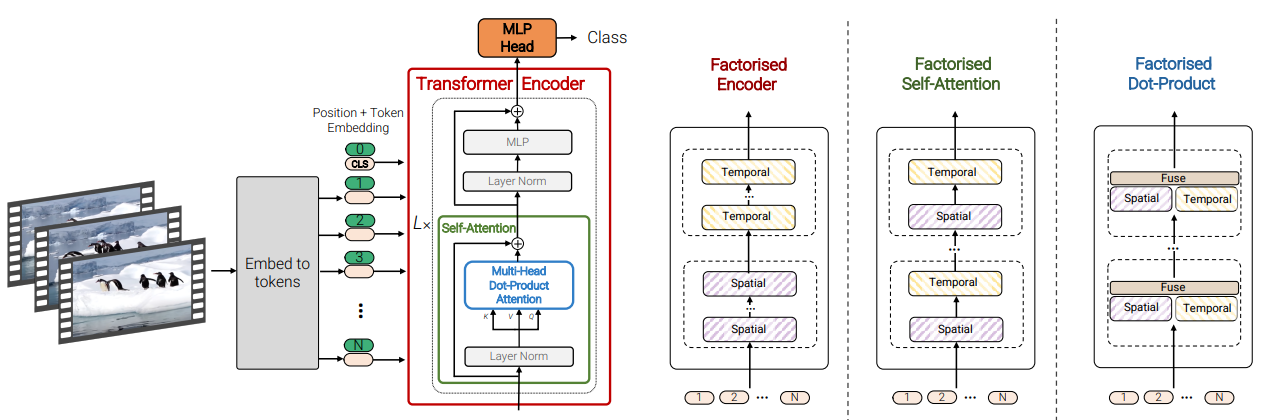 MLP
Head
Class
Transformer Encoder
Position + Token
Embedding
0
CLS
1
2
3
N
Embed to
tokens
L×
MLP
Layer Norm
Self-Attention
Multi-Head
Dot-Product
Attention
K V Q
Layer Norm
Factorised
Encoder
Temporal
...
Temporal
Spatial
...
Spatial
1 2 ... N
Factorised
Self-Attention
Temporal
Spatial
...
Temporal
Spatial
1 2 ... N
Factorised
Dot-Product
Fuse
Spatial Temporal
...
Fuse
Spatial Temporal
1 2 ... N